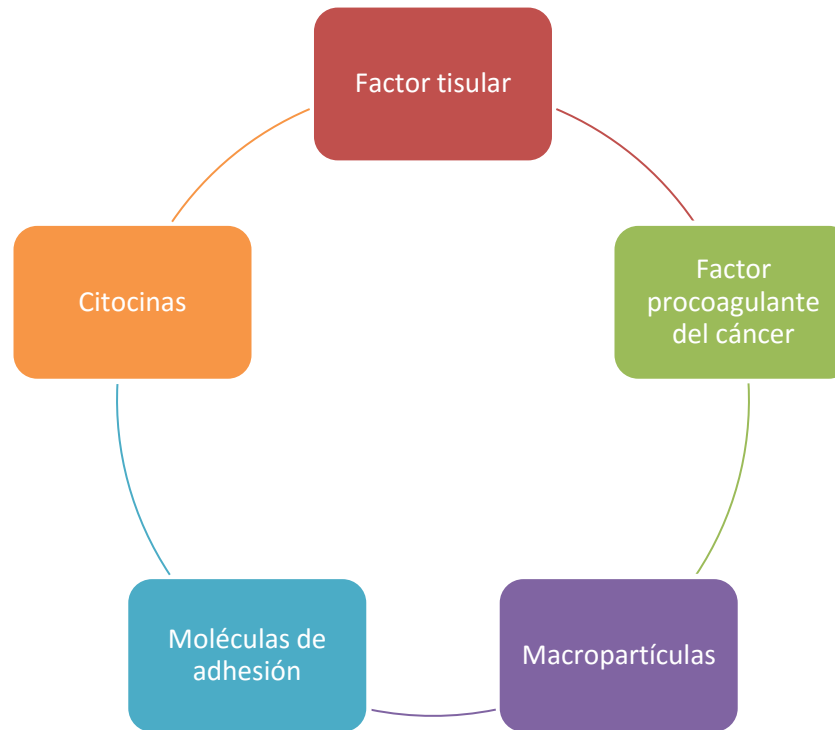 Factor tisular
Factor
procoagulante
del cáncer
Macropartículas
Moléculas de
adhesión
Citocinas